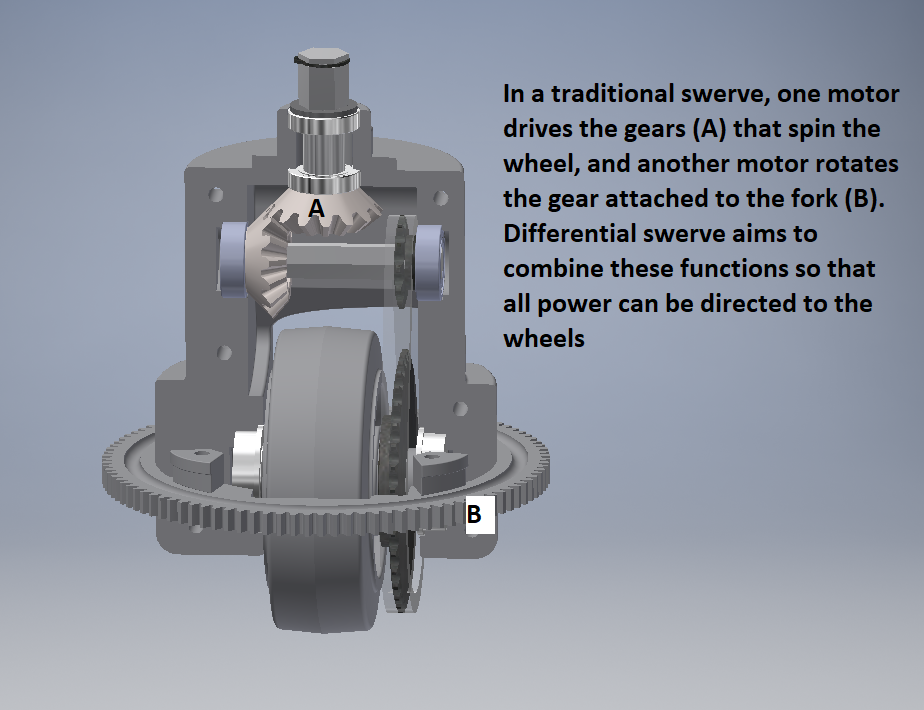 In a traditional swerve, one motor
drives the gears (A) that spin the
wheel, and another motor rotates
the gear attached to the fork (B).
Differential swerve aims to
combine these functions so that
all power can be directed to the
wheels
A
B